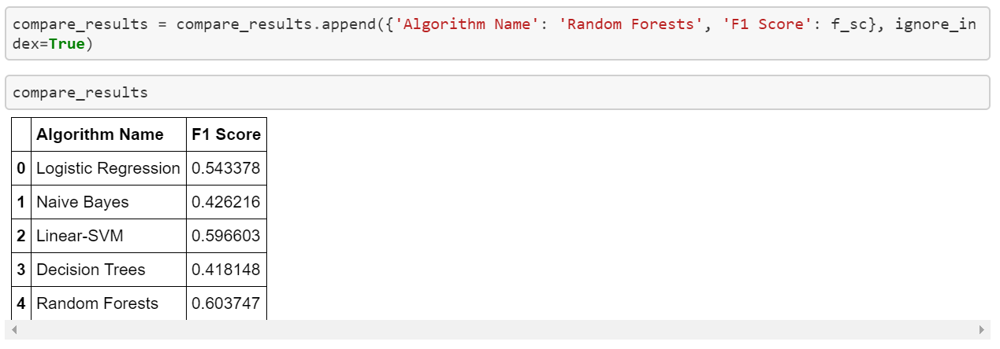 compare_results = compare_results.append({'Algorithm Name': 'Random Forests', 'F1 Score': f_sc}, ignore_in
dex=True)
compare_results
Algorithm Name F1 Score
0 Logistic Regression 0.543378
1 Naive Bayes 0.426216
2 Linear-SVM 0.596603
3 Decision Trees 0.418148
4 Random Forests 0.603747